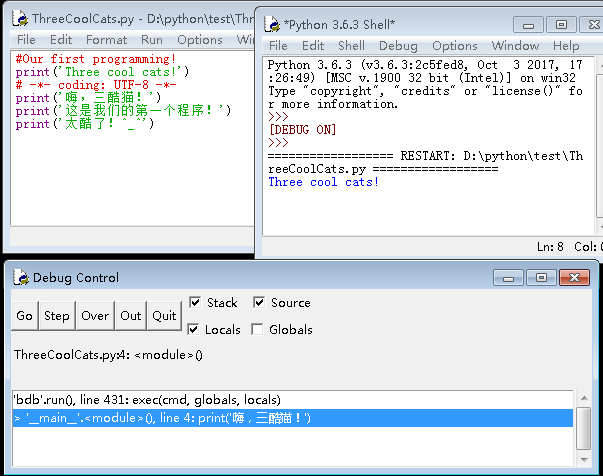 ThreeCoolCats.py - D:\python\test\Thr
File Edit Format Run Options Wind
#Our first programming!
print('Three cool cats!')
# -*- coding: UTF-8 -*-
print('嗨，三酷猫！')
print('这是我们的第一个程序！')
print('太酷了！^_^')
*Python 3.6.3 Shell*
File Edit Shell Debug Options Window Help
Python 3.6.3 (v3.6.3:2c5fed8, Oct 3 2017, 17
:26:49) [MSC v.1900 32 bit (Intel)] on win32
Type "copyright", "credits" or "license()" fo
r more information.
>>>
[DEBUG ON]
>>>
================== RESTART: D:\python\test\Th
reeCoolCats.py ==================
Three cool cats!
Ln: 8 Col: 0
Debug Control
Go Step Over Out Quit
Stack Source
Locals Globals
ThreeCoolCats.py:4: <module>()
'bdb'.run(), line 431: exec(cmd, globals, locals)
> '__main__'.<module>(), line 4: print('嗨，三酷猫！')